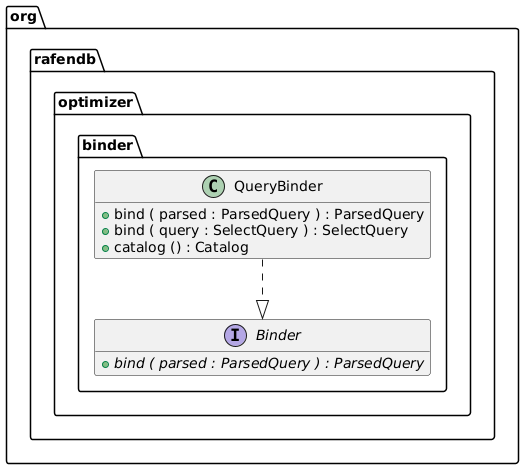 org
rafendb
optimizer
binder
C QueryBinder
bind ( parsed : ParsedQuery ) : ParsedQuery
bind ( query : SelectQuery ) : SelectQuery
catalog () : Catalog
I Binder
bind ( parsed : ParsedQuery ) : ParsedQuery